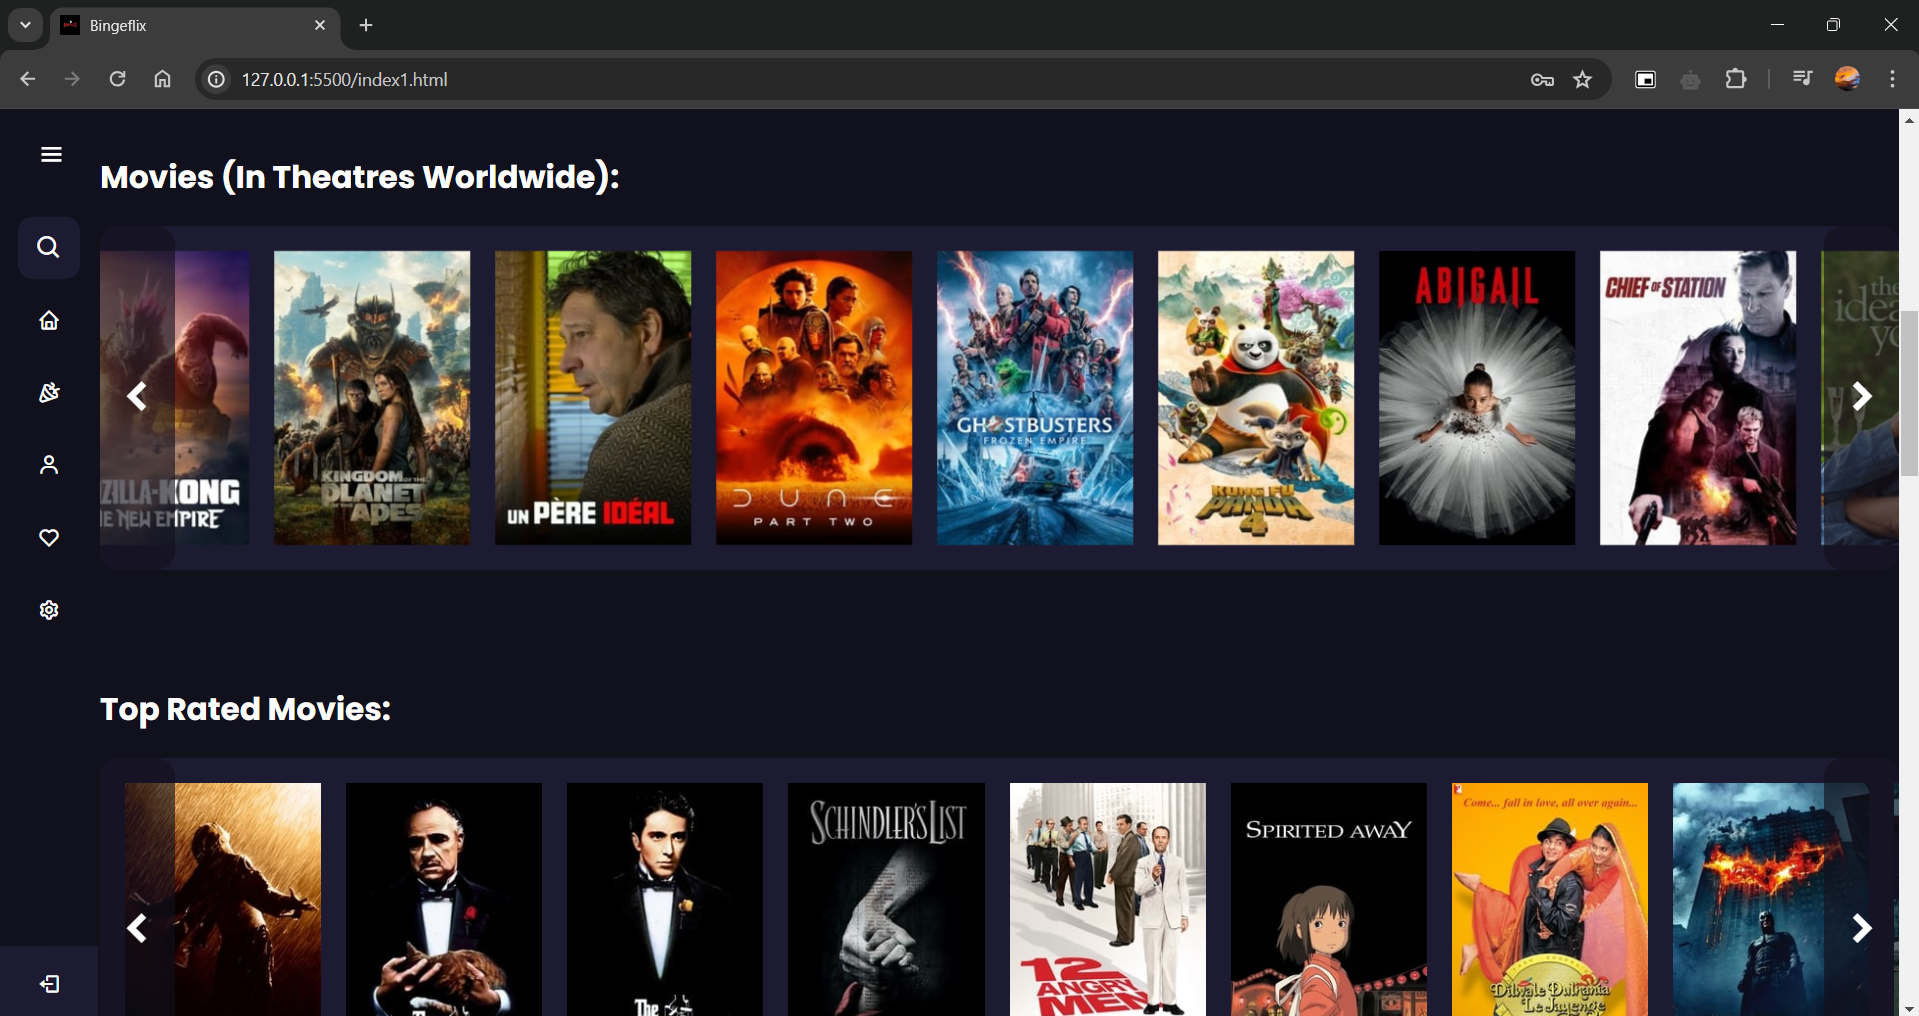 Bingeflix
127.0.0.1:5500/index1.html
Movies (In Theatres Worldwide):
ZILLA-KONG
E NEW EMPIRE
KINGDOM OF THE
PLANET
OF THE
APES
UN PÈRE IDÉAL
DUNE
PART TWO
GHOSTBUSTERS
FROZEN EMPIRE
KUNG FU
PANDA
4
ABIGAIL
CHIEF OF STATION
the
idea
yo
Top Rated Movies:
The
SCHINDLER'S LIST
12
ANGRY
MEN
SPIRITED AWAY
Come... fall in love, all over again...
Dilwale Dulhania
Le Jayenge